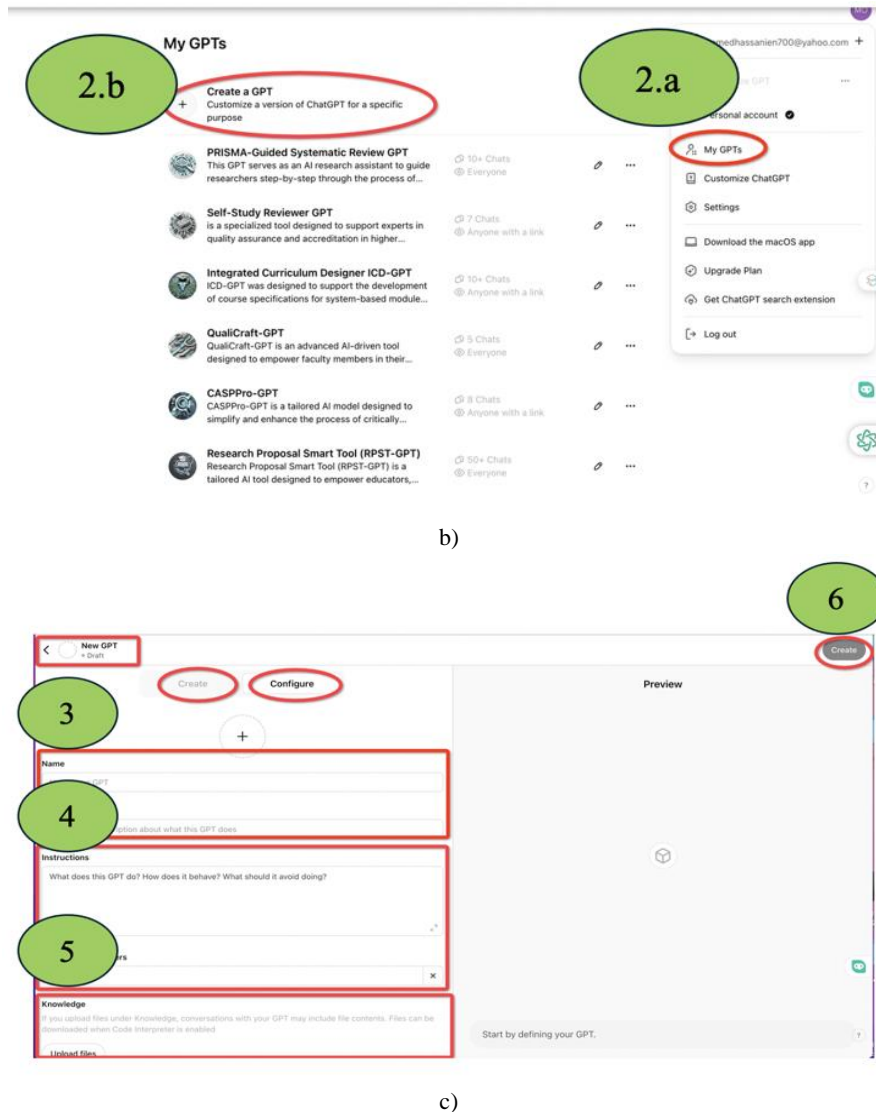 MO
My GPTs
medhassanien700@yahoo.com +
2.b
2.a
GPT ...
Create a GPT
+ Customize a version of ChatGPT for a specific
purpose
ersonal account
PRISMA-Guided Systematic Review GPT
This GPT serves as an AI research assistant to guide
researchers step-by-step through the process of...
10+ Chats
Everyone
...
My GPTs
Customize ChatGPT
Self-Study Reviewer GPT
is a specialized tool designed to support experts in
quality assurance and accreditation in higher...
7 Chats
Anyone with a link
...
Settings
Download the macOS app
Integrated Curriculum Designer ICD-GPT
ICD-GPT was designed to support the development
of course specifications for system-based module...
10+ Chats
Anyone with a link
...
Upgrade Plan
Get ChatGPT search extension
QualiCraft-GPT
QualiCraft-GPT is an advanced AI-driven tool
designed to empower faculty members in their...
5 Chats
Everyone
...
Log out
CASPPro-GPT
CASPPro-GPT is a tailored AI model designed to
simplify and enhance the process of critically...
8 Chats
Anyone with a link
...
Research Proposal Smart Tool (RPST-GPT)
Research Proposal Smart Tool (RPST-GPT) is a
tailored AI tool designed to empower educators,...
50+ Chats
Everyone
...
?
b)
6
New GPT
Draft
Create
Create
Configure
Preview
3
+
Name
GPT
4
ption about what this GPT does
Instructions
What does this GPT do? How does it behave? What should it avoid doing?
5
ers
×
Knowledge
If you upload files under Knowledge, conversations with your GPT may include file contents. Files can be
downloaded when Code Interpreter is enabled
Upload files
Start by defining your GPT.
?
c)